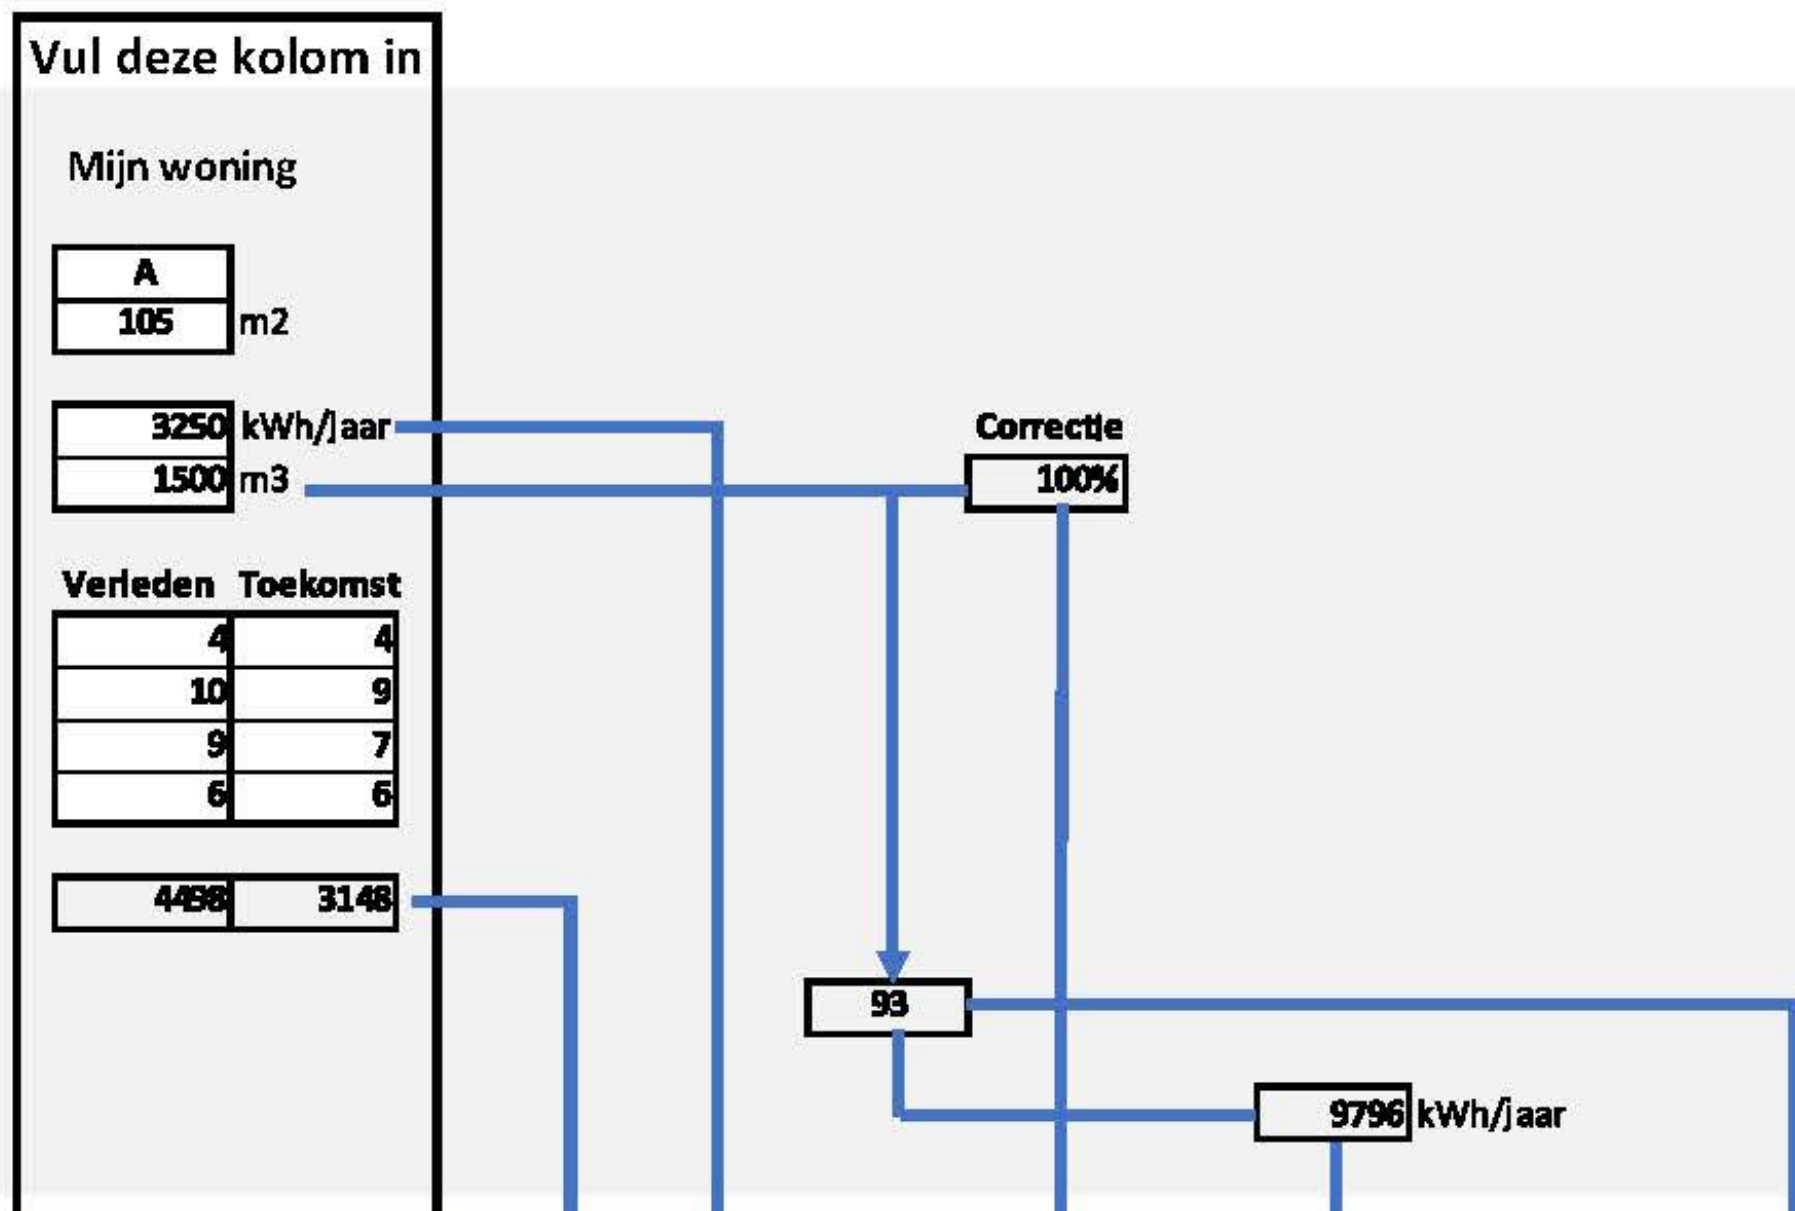 Vul deze kolom in
Mijn woning
A
105 m2
3250 kWh/jaar
1500 m3
Correctie
100%
Verleden Toekomst
4 4
10 9
9 7
6 6
4498 3148
93
9796 kWh/jaar